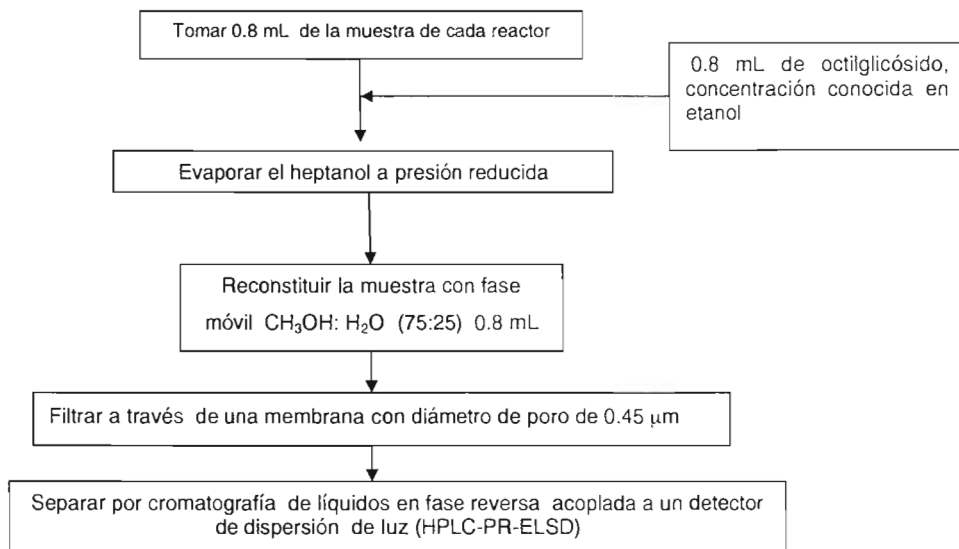 Tomar 0.8 mL de la muestra de cada reactor
0.8 mL de octilglicósido,
concentración conocida en
etanol
Evaporar el heptanol a presión reducida
Reconstituir la muestra con fase
móvil CH₃OH: H₂O (75:25) 0.8 mL
Filtrar a través de una membrana con diámetro de poro de 0.45 μm
Separar por cromatografía de líquidos en fase reversa acoplada a un detector
de dispersión de luz (HPLC-PR-ELSD)